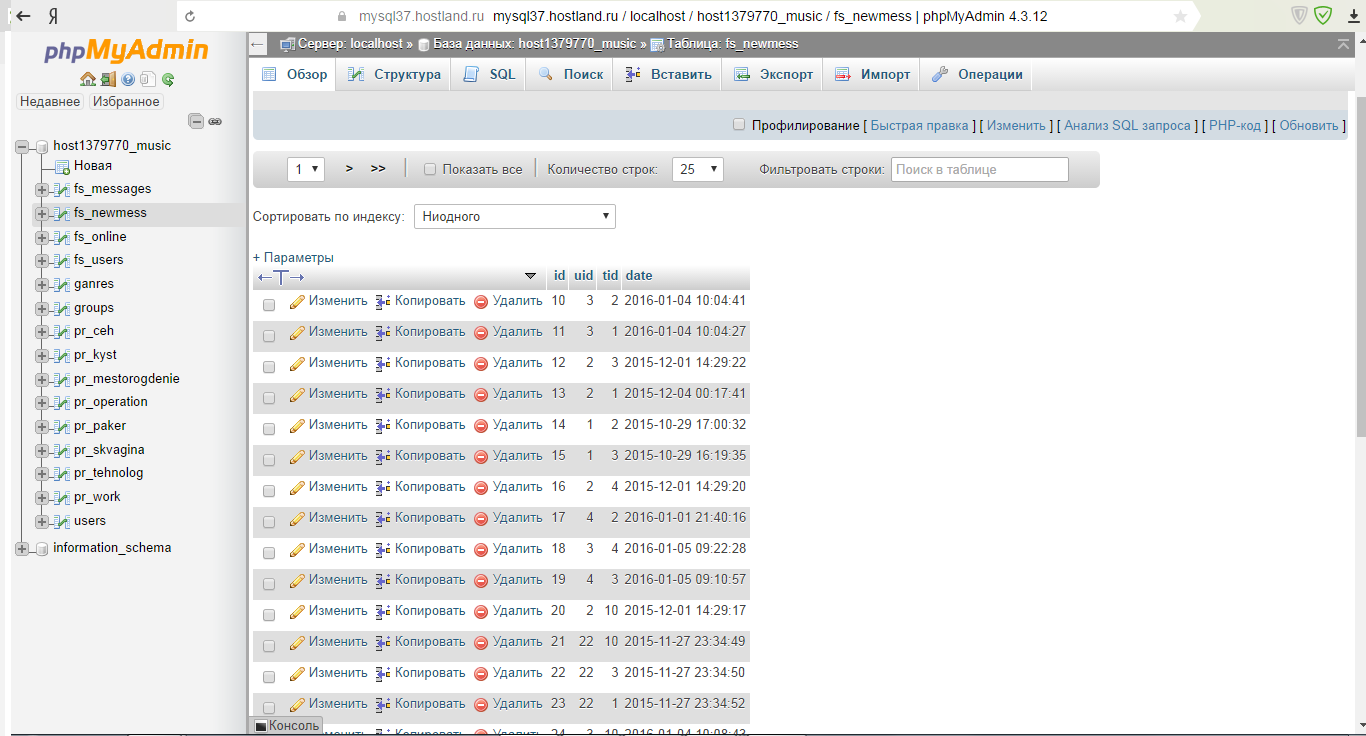 Я mysql37.hostland.ru mysql37.hostland.ru / localhost / host1379770_music / fs_newmess | phpMyAdmin 4.3.12
phpMyAdmin
Недавнее Избранное
host1379770_music
Новая
fs_messages
fs_newmess
fs_online
fs_users
ganres
groups
pr_ceh
pr_kyst
pr_mestorogdenie
pr_operation
pr_paker
pr_skvagina
pr_tehnolog
pr_work
users
information_schema
Сервер: localhost » База данных: host1379770_music » Таблица: fs_newmess
Обзор Структура SQL Поиск Вставить Экспорт Импорт Операции
Профилирование [ Быстрая правка ] [ Изменить ] [ Анализ SQL запроса ] [ PHP-код ] [ Обновить ]
1 > >> Показать все Количество строк: 25 Фильтровать строки: Поиск в таблице
Сортировать по индексу: Ниодного
+ Параметры
←T→ id uid tid date
Изменить Копировать Удалить 10 3 2 2016-01-04 10:04:41
Изменить Копировать Удалить 11 3 1 2016-01-04 10:04:27
Изменить Копировать Удалить 12 2 3 2015-12-01 14:29:22
Изменить Копировать Удалить 13 2 1 2015-12-04 00:17:41
Изменить Копировать Удалить 14 1 2 2015-10-29 17:00:32
Изменить Копировать Удалить 15 1 3 2015-10-29 16:19:35
Изменить Копировать Удалить 16 2 4 2015-12-01 14:29:20
Изменить Копировать Удалить 17 4 2 2016-01-01 21:40:16
Изменить Копировать Удалить 18 3 4 2016-01-05 09:22:28
Изменить Копировать Удалить 19 4 3 2016-01-05 09:10:57
Изменить Копировать Удалить 20 2 10 2015-12-01 14:29:17
Изменить Копировать Удалить 21 22 10 2015-11-27 23:34:49
Изменить Копировать Удалить 22 22 3 2015-11-27 23:34:50
Изменить Копировать Удалить 23 22 1 2015-11-27 23:34:52
Консоль
Изменить Копировать Удалить 24 3 10 2016-01-04 10:08:43